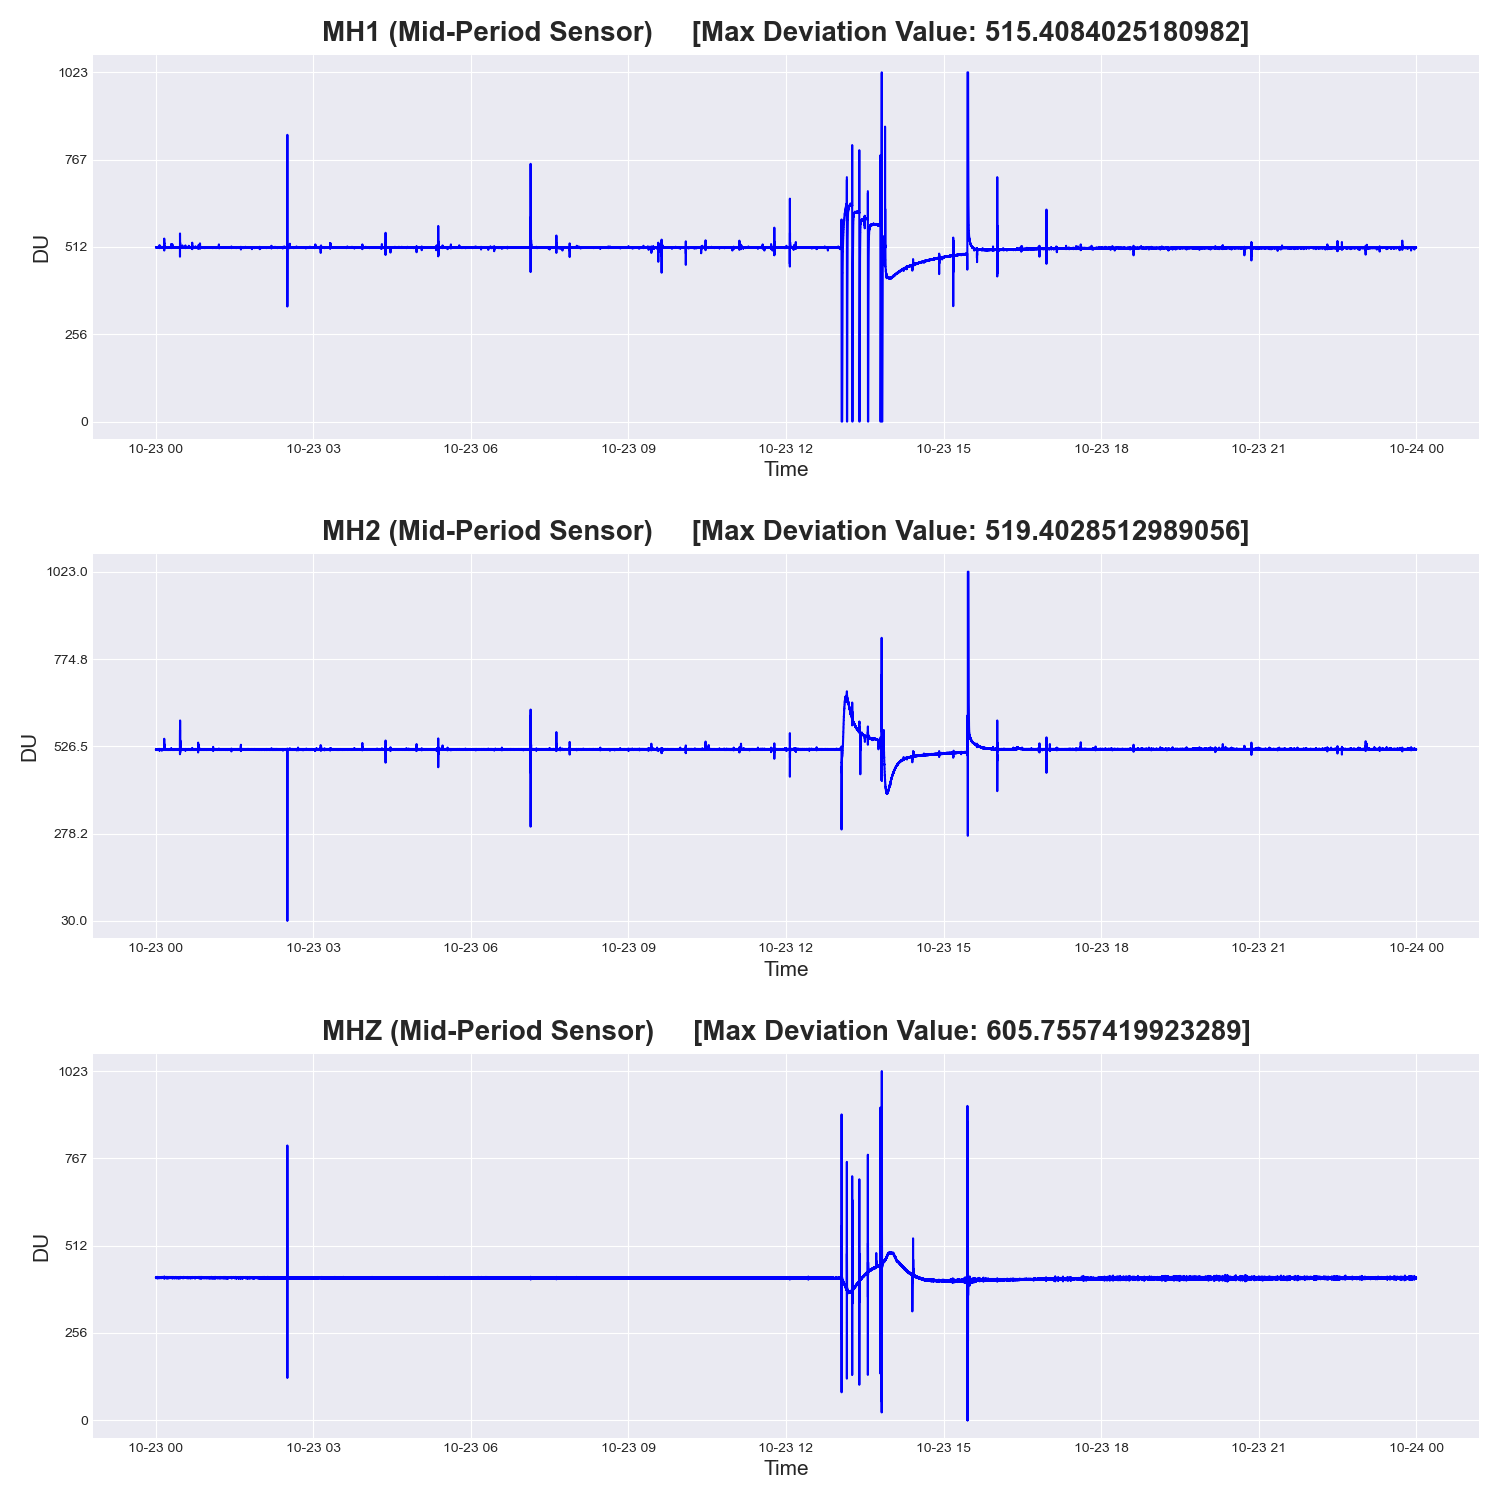 MH1 (Mid-Period Sensor) [Max Deviation Value: 515.4084025180982]
1023
767
512
256
0
DU
10-23 00 10-23 03 10-23 06 10-23 09 10-23 12 10-23 15 10-23 18 10-23 21 10-24 00
Time
MH2 (Mid-Period Sensor) [Max Deviation Value: 519.4028512989056]
1023.0
774.8
526.5
278.2
30.0
DU
10-23 00 10-23 03 10-23 06 10-23 09 10-23 12 10-23 15 10-23 18 10-23 21 10-24 00
Time
MHZ (Mid-Period Sensor) [Max Deviation Value: 605.7557419923289]
1023
767
512
256
0
DU
10-23 00 10-23 03 10-23 06 10-23 09 10-23 12 10-23 15 10-23 18 10-23 21 10-24 00
Time